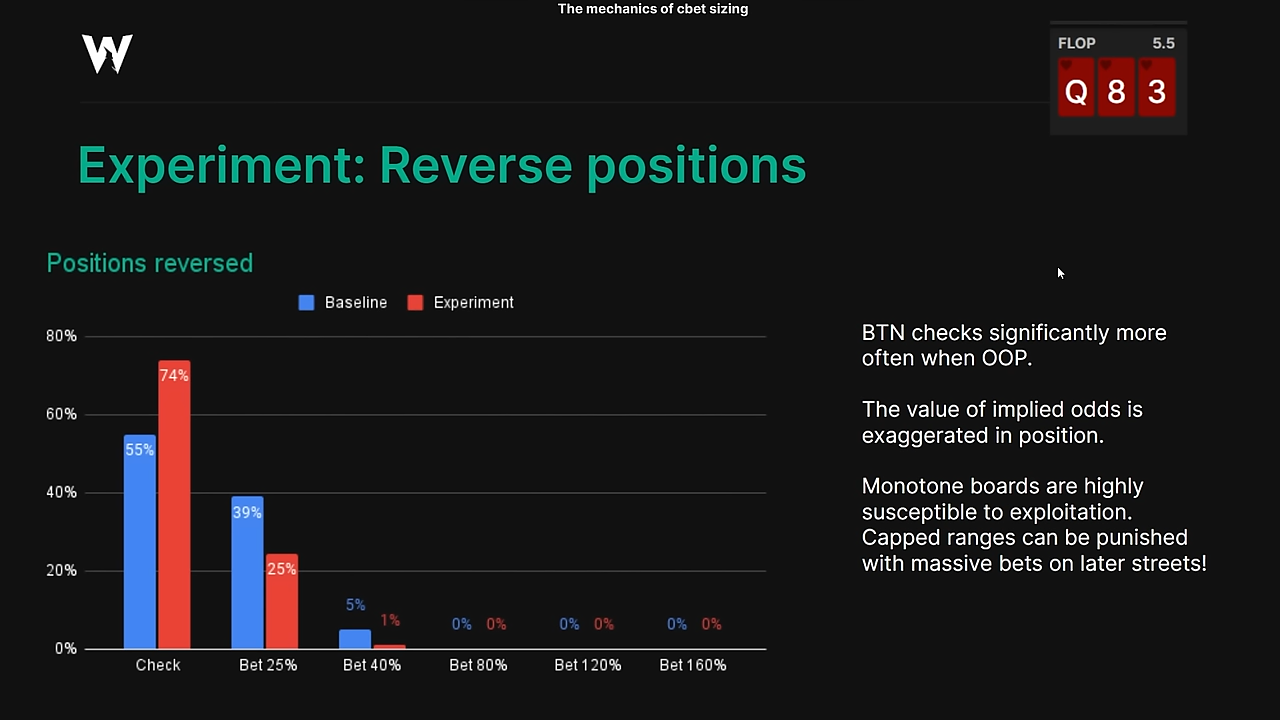 The mechanics of cbet sizing
W
FLOP 5.5
Q 8 3
Experiment: Reverse positions
Positions reversed
Baseline Experiment
80%
60%
40%
20%
0%
55% 74%
39% 25%
5% 1%
0% 0%
0% 0%
0% 0%
Check Bet 25% Bet 40% Bet 80% Bet 120% Bet 160%
BTN checks significantly more
often when OOP.
The value of implied odds is
exaggerated in position.
Monotone boards are highly
susceptible to exploitation.
Capped ranges can be punished
with massive bets on later streets!